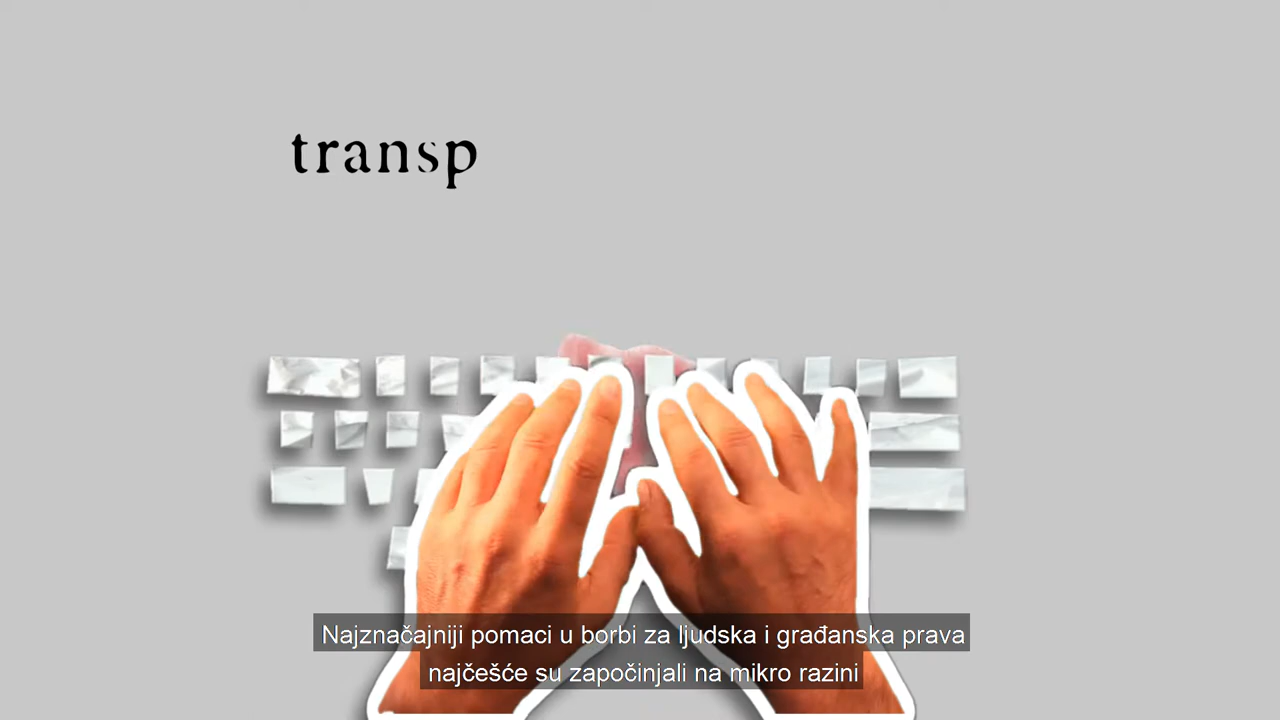 transp
Najznačajniji pomaci u borbi za ljudska i građanska prava
najčešće su započinjali na mikro razini